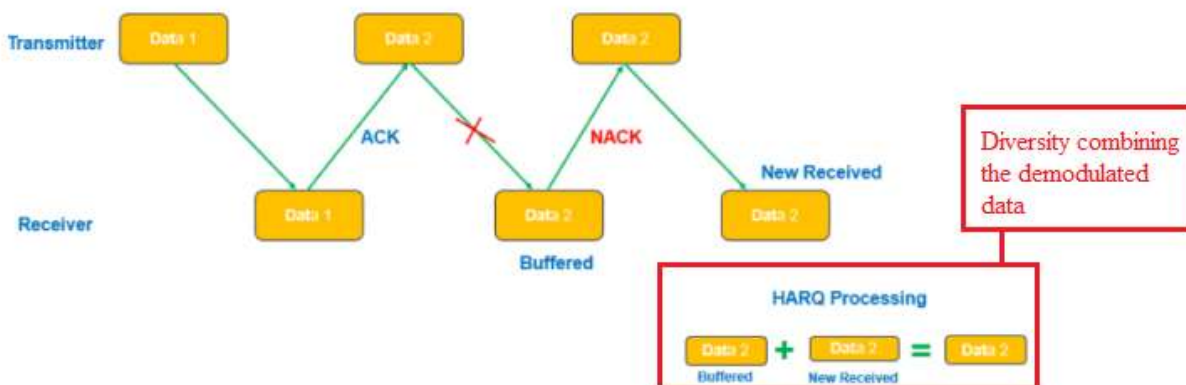 Transmitter
Data 1
Data 2
Data 2
ACK
NACK
New Received
Receiver
Data 1
Data 2
Data 2
Buffered
Diversity combining
the demodulated
data
HARQ Processing
Data 2 + Data 2 = Data 2
Buffered
New Received